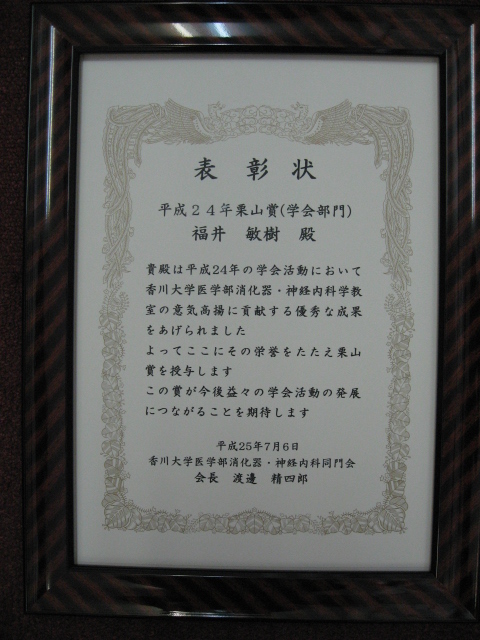 表彰状
平成２４年栗山賞(学会部門)
福井 敏樹 殿
貴殿は平成24年の学会活動において
香川大学医学部消化器・神経内科学教
室の意気高揚に貢献する優秀な成果
をあげられました
よってここにその栄誉をたたえ栗山
賞を授与します
この賞が今後益々の学会活動の発展
につながることを期待します
平成25年7月6日
香川大学医学部消化器・神経内科同門会
会長 渡邊 精四郎